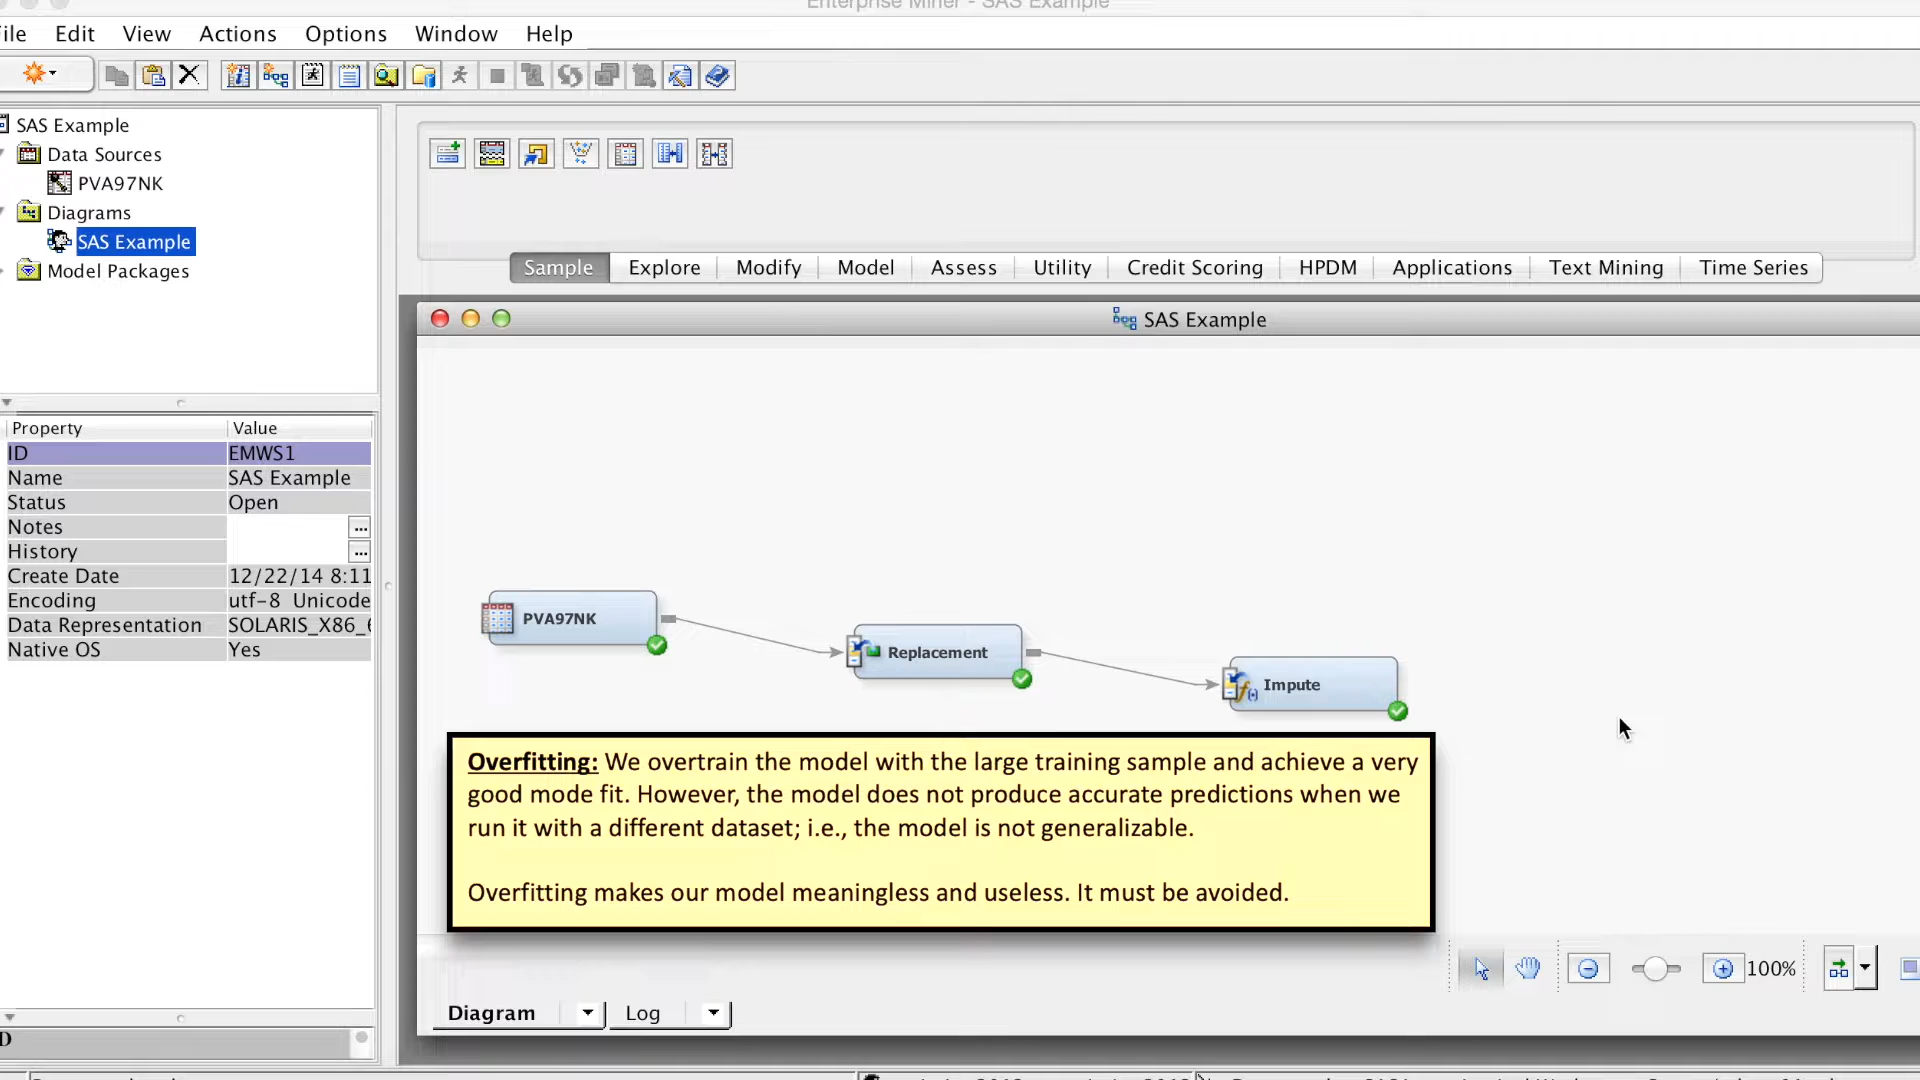 Enterprise Miner - SAS Example
File Edit View Actions Options Window Help
SAS Example
Data Sources
PVA97NK
Diagrams
SAS Example
Model Packages
Sample Explore Modify Model Assess Utility Credit Scoring HPDM Applications Text Mining Time Series
SAS Example
Property Value
ID EMWS1
Name SAS Example
Status Open
Notes ...
History ...
Create Date 12/22/14 8:11
Encoding utf-8 Unicode
Data Representation SOLARIS_X86_6
Native OS Yes
PVA97NK
Replacement
Impute
Overfitting: We overtrain the model with the large training sample and achieve a very
good mode fit. However, the model does not produce accurate predictions when we
run it with a different dataset; i.e., the model is not generalizable.
Overfitting makes our model meaningless and useless. It must be avoided.
100%
Diagram Log